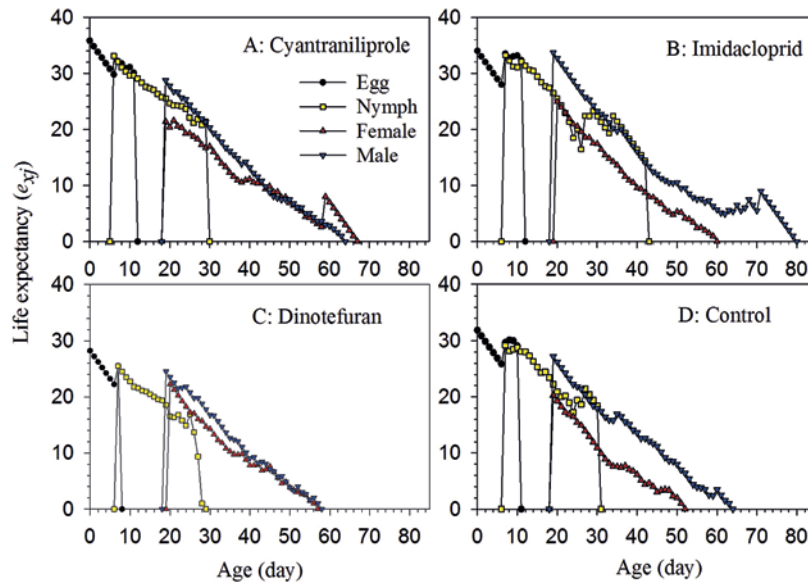 A: Cyantraniliprole
Egg
Nymph
Female
Male
40
30
20
10
0
0 10 20 30 40 50 60 70 80
B: Imidacloprid
40
30
20
10
0
0 10 20 30 40 50 60 70 80
Life expectancy (exj)
C: Dinotefuran
40
30
20
10
0
0 10 20 30 40 50 60 70 80
Age (day)
D: Control
40
30
20
10
0
0 10 20 30 40 50 60 70 80
Age (day)